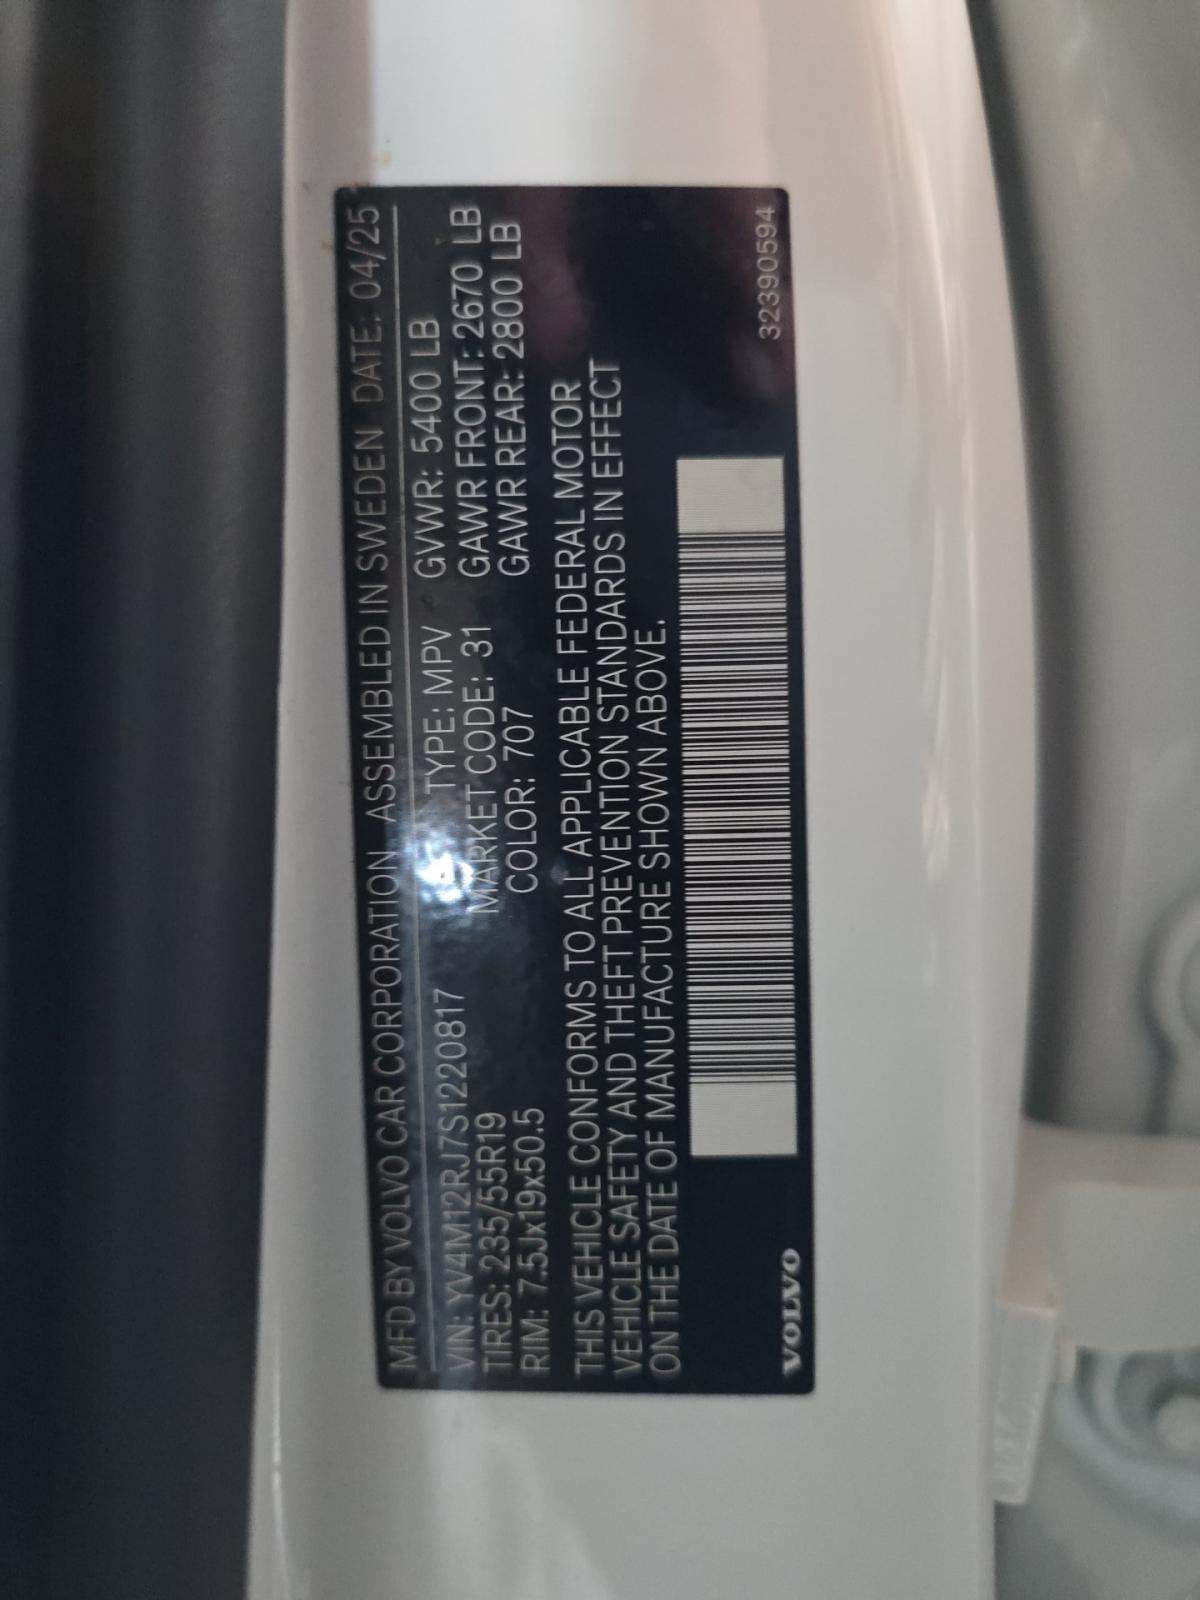 MFD BY VOLVO CAR CORPORATION ASSEMBLED IN SWEDEN DATE: 04/25
VIN: YV4M12RJ7S1220817 TYPE: MPV GVWR: 5400 LB
TIRES: 235/55R19 MARKET CODE: 31 GAWR FRONT: 2670 LB
RIM: 7.5Jx19x50.5 COLOR: 707 GAWR REAR: 2800 LB
THIS VEHICLE CONFORMS TO ALL APPLICABLE FEDERAL MOTOR
VEHICLE SAFETY AND THEFT PREVENTION STANDARDS IN EFFECT
ON THE DATE OF MANUFACTURE SHOWN ABOVE.
VOLVO 32390594